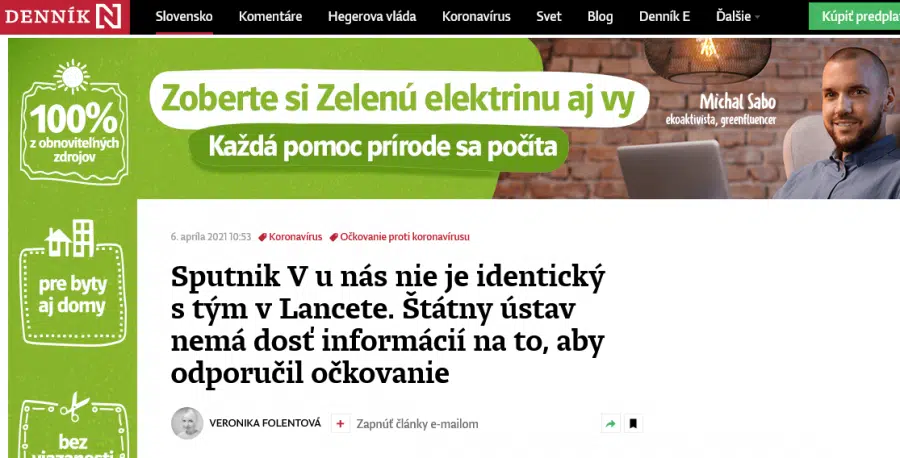 DENNÍK N
Slovensko Komentáre Hegerova vláda Koronavírus Svet Blog Denník E Ďalšie Kúpiť predpla
100%
z obnoviteľných
zdrojov
Zoberte si Zelenú elektrinu aj vy
Každá pomoc prírode sa počíta
Michal Sabo
ekoaktivista, greenfluencer
pre byty
aj domy
bez
viazanosti
6. apríla 2021 10:53 Koronavírus Očkovanie proti koronavírusu
Sputnik V u nás nie je identický
s tým v Lancete. Štátny ústav
nemá dosť informácií na to, aby
odporučil očkovanie
VERONIKA FOLENTOVÁ + Zapnúť články e-mailom